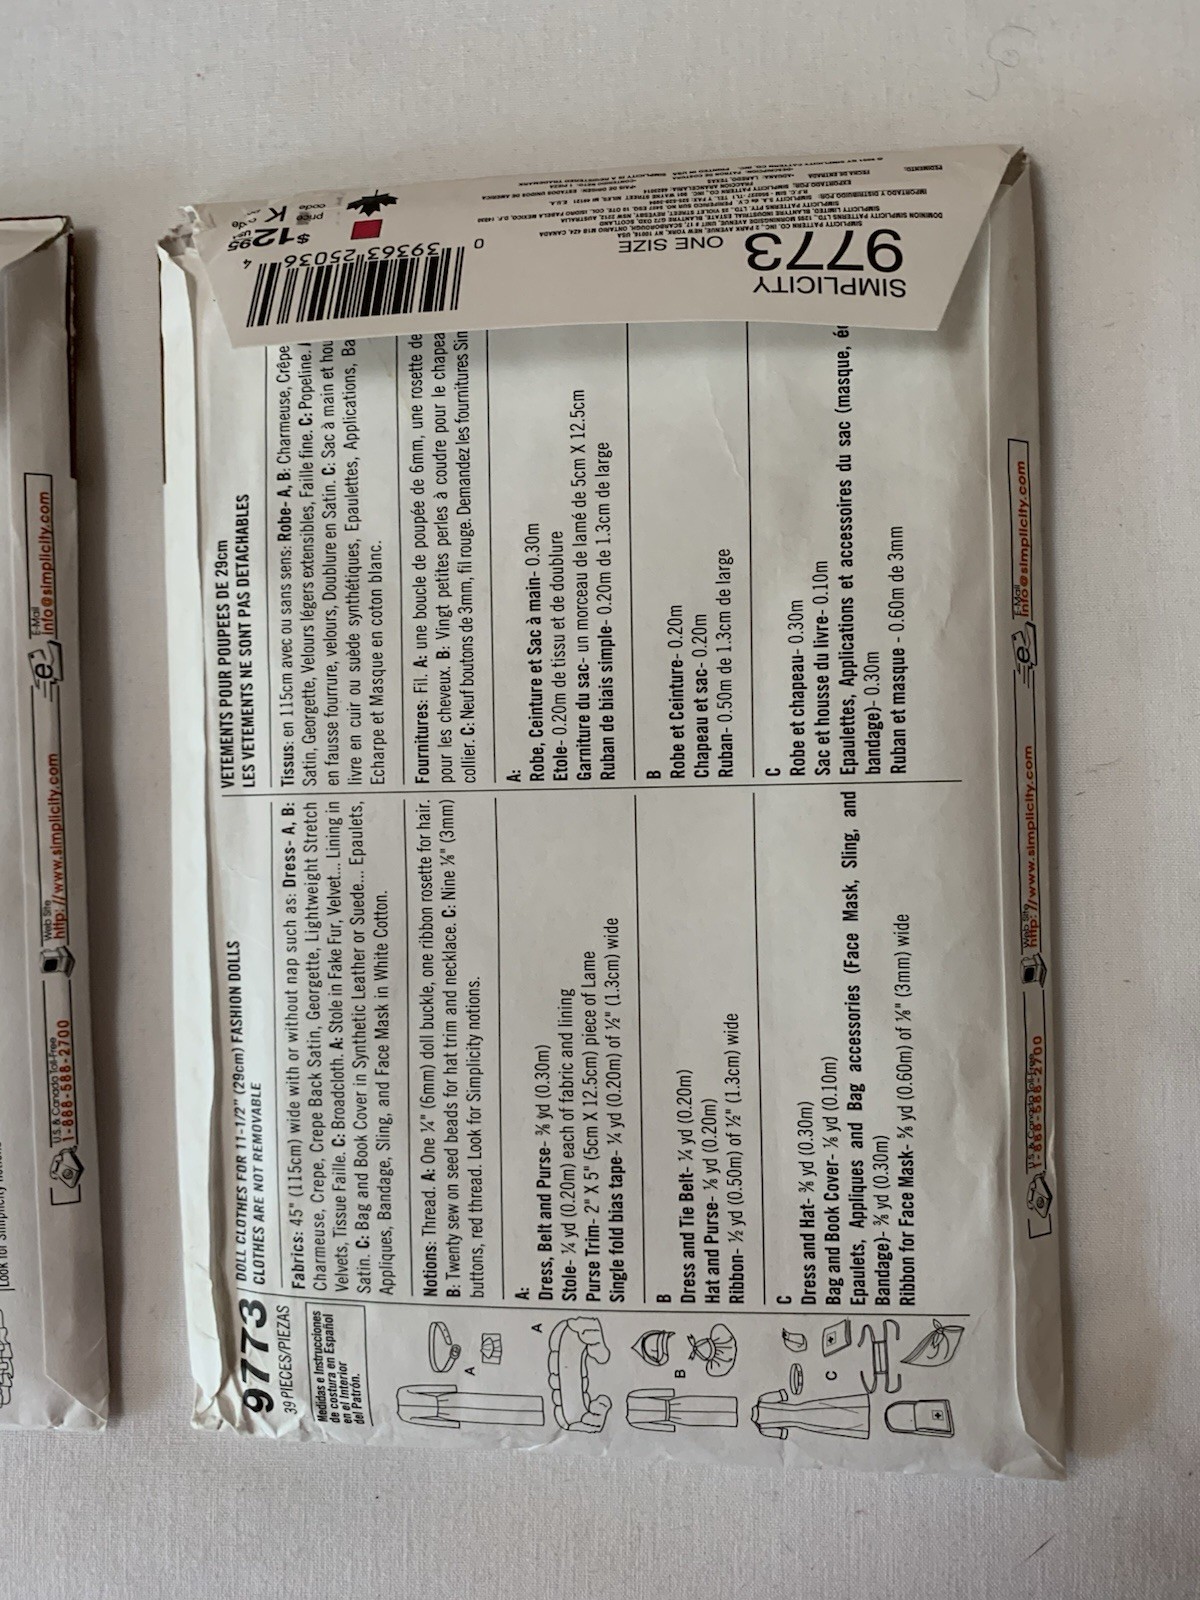 9773
39 PIECES/PIEZAS
Medidas e Instrucciones
de costura en Español
en el Interior
del Patrón.
DOLL CLOTHES FOR 11-1/2" (29cm) FASHION DOLLS
CLOTHES ARE NOT REMOVABLE
Fabrics: 45" (115cm) wide with or without nap such as: Dress- A, B:
Charmeuse, Crepe, Crepe Back Satin, Georgette, Lightweight Stretch
Velvets, Tissue Faille. C: Broadcloth. A: Stole in Fake Fur, Velvet... Lining in
Satin. C: Bag and Book Cover in Synthetic Leather or Suede... Epaulets,
Appliques, Bandage, Sling, and Face Mask in White Cotton.
Notions: Thread. A: One ¼" (6mm) doll buckle, one ribbon rosette for hair.
B: Twenty sew on seed beads for hat trim and necklace. C: Nine ⅛" (3mm)
buttons, red thread. Look for Simplicity notions.
A:
Dress, Belt and Purse- ⅜ yd (0.30m)
Stole- ¼ yd (0.20m) each of fabric and lining
Purse Trim- 2" X 5" (5cm X 12.5cm) piece of Lame
Single fold bias tape- ¼ yd (0.20m) of ½" (1.3cm) wide
B
Dress and Tie Belt- ¼ yd (0.20m)
Hat and Purse- ⅛ yd (0.20m)
Ribbon- ½ yd (0.50m) of ½" (1.3cm) wide
C
Dress and Hat- ⅜ yd (0.30m)
Bag and Book Cover- ⅛ yd (0.10m)
Epaulets, Appliques and Bag accessories (Face Mask, Sling, and
Bandage)- ⅜ yd (0.30m)
Ribbon for Face Mask- ⅝ yd (0.60m) of ⅛" (3mm) wide
A
A
B
C
VETEMENTS POUR POUPEES DE 29cm
LES VETEMENTS NE SONT PAS DETACHABLES
Tissus: en 115cm avec ou sans sens: Robe- A, B: Charmeuse, Crêpe
Satin, Georgette, Velours légers extensibles, Faille fine. C: Popeline.
en fausse fourrure, velours, Doublure en Satin. C: Sac à main et hou
livre en cuir ou suède synthétiques, Epaulettes, Applications, Ba
Echarpe et Masque en coton blanc.
Fournitures: Fil. A: une boucle de poupée de 6mm, une rosette de
pour les cheveux. B: Vingt petites perles à coudre pour le chapea
collier. C: Neuf boutons de 3mm, fil rouge. Demandez les fournitures Sim
A:
Robe, Ceinture et Sac à main- 0.30m
Etole- 0.20m de tissu et de doublure
Garniture du sac- un morceau de lamé de 5cm X 12.5cm
Ruban de biais simple- 0.20m de 1.3cm de large
B
Robe et Ceinture- 0.20m
Chapeau et sac- 0.20m
Ruban- 0.50m de 1.3cm de large
C
Robe et chapeau- 0.30m
Sac et housse du livre- 0.10m
Epaulettes, Applications et accessoires du sac (masque, é
bandage)- 0.30m
Ruban et masque - 0.60m de 3mm
U.S. & Canada Toll-Free
1-888-588-2700
Web Site
http://www.simplicity.com
E-Mail
info@simplicity.com
SIMPLICITY
9773
ONE SIZE
0
39363 25036
4
$12.95
price
code
K
U.S. & Canada Toll-Free
1-888-588-2700
Web Site
http://www.simplicity.com
E-Mail
info@simplicity.com